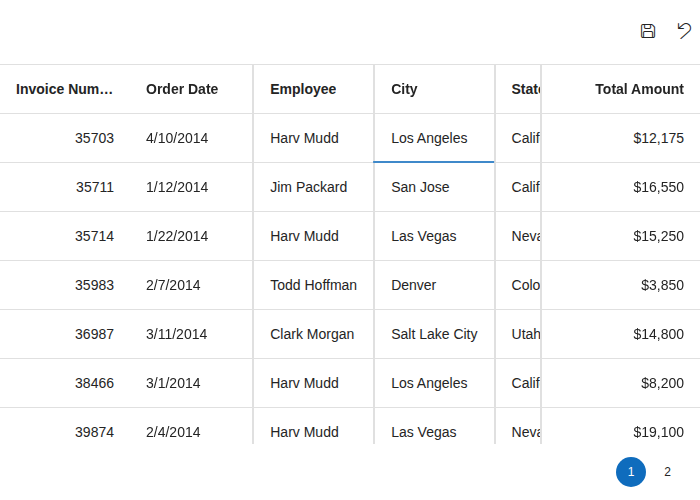 Invoice Num... Order Date Employee City State Total Amount
35703 4/10/2014 Harv Mudd Los Angeles Calif $12,175
35711 1/12/2014 Jim Packard San Jose Calif $16,550
35714 1/22/2014 Harv Mudd Las Vegas Neva $15,250
35983 2/7/2014 Todd Hoffman Denver Colo $3,850
36987 3/11/2014 Clark Morgan Salt Lake City Utah $14,800
38466 3/1/2014 Harv Mudd Los Angeles Calif $8,200
39874 2/4/2014 Harv Mudd Las Vegas Neva $19,100
1 2